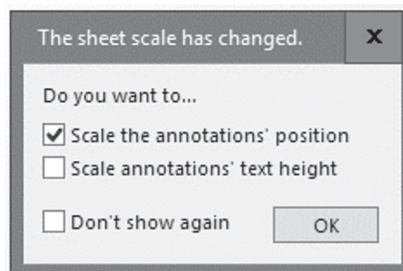 The sheet scale has changed.
x
Do you want to...
Scale the annotations' position
Scale annotations' text height
Don't show again
OK